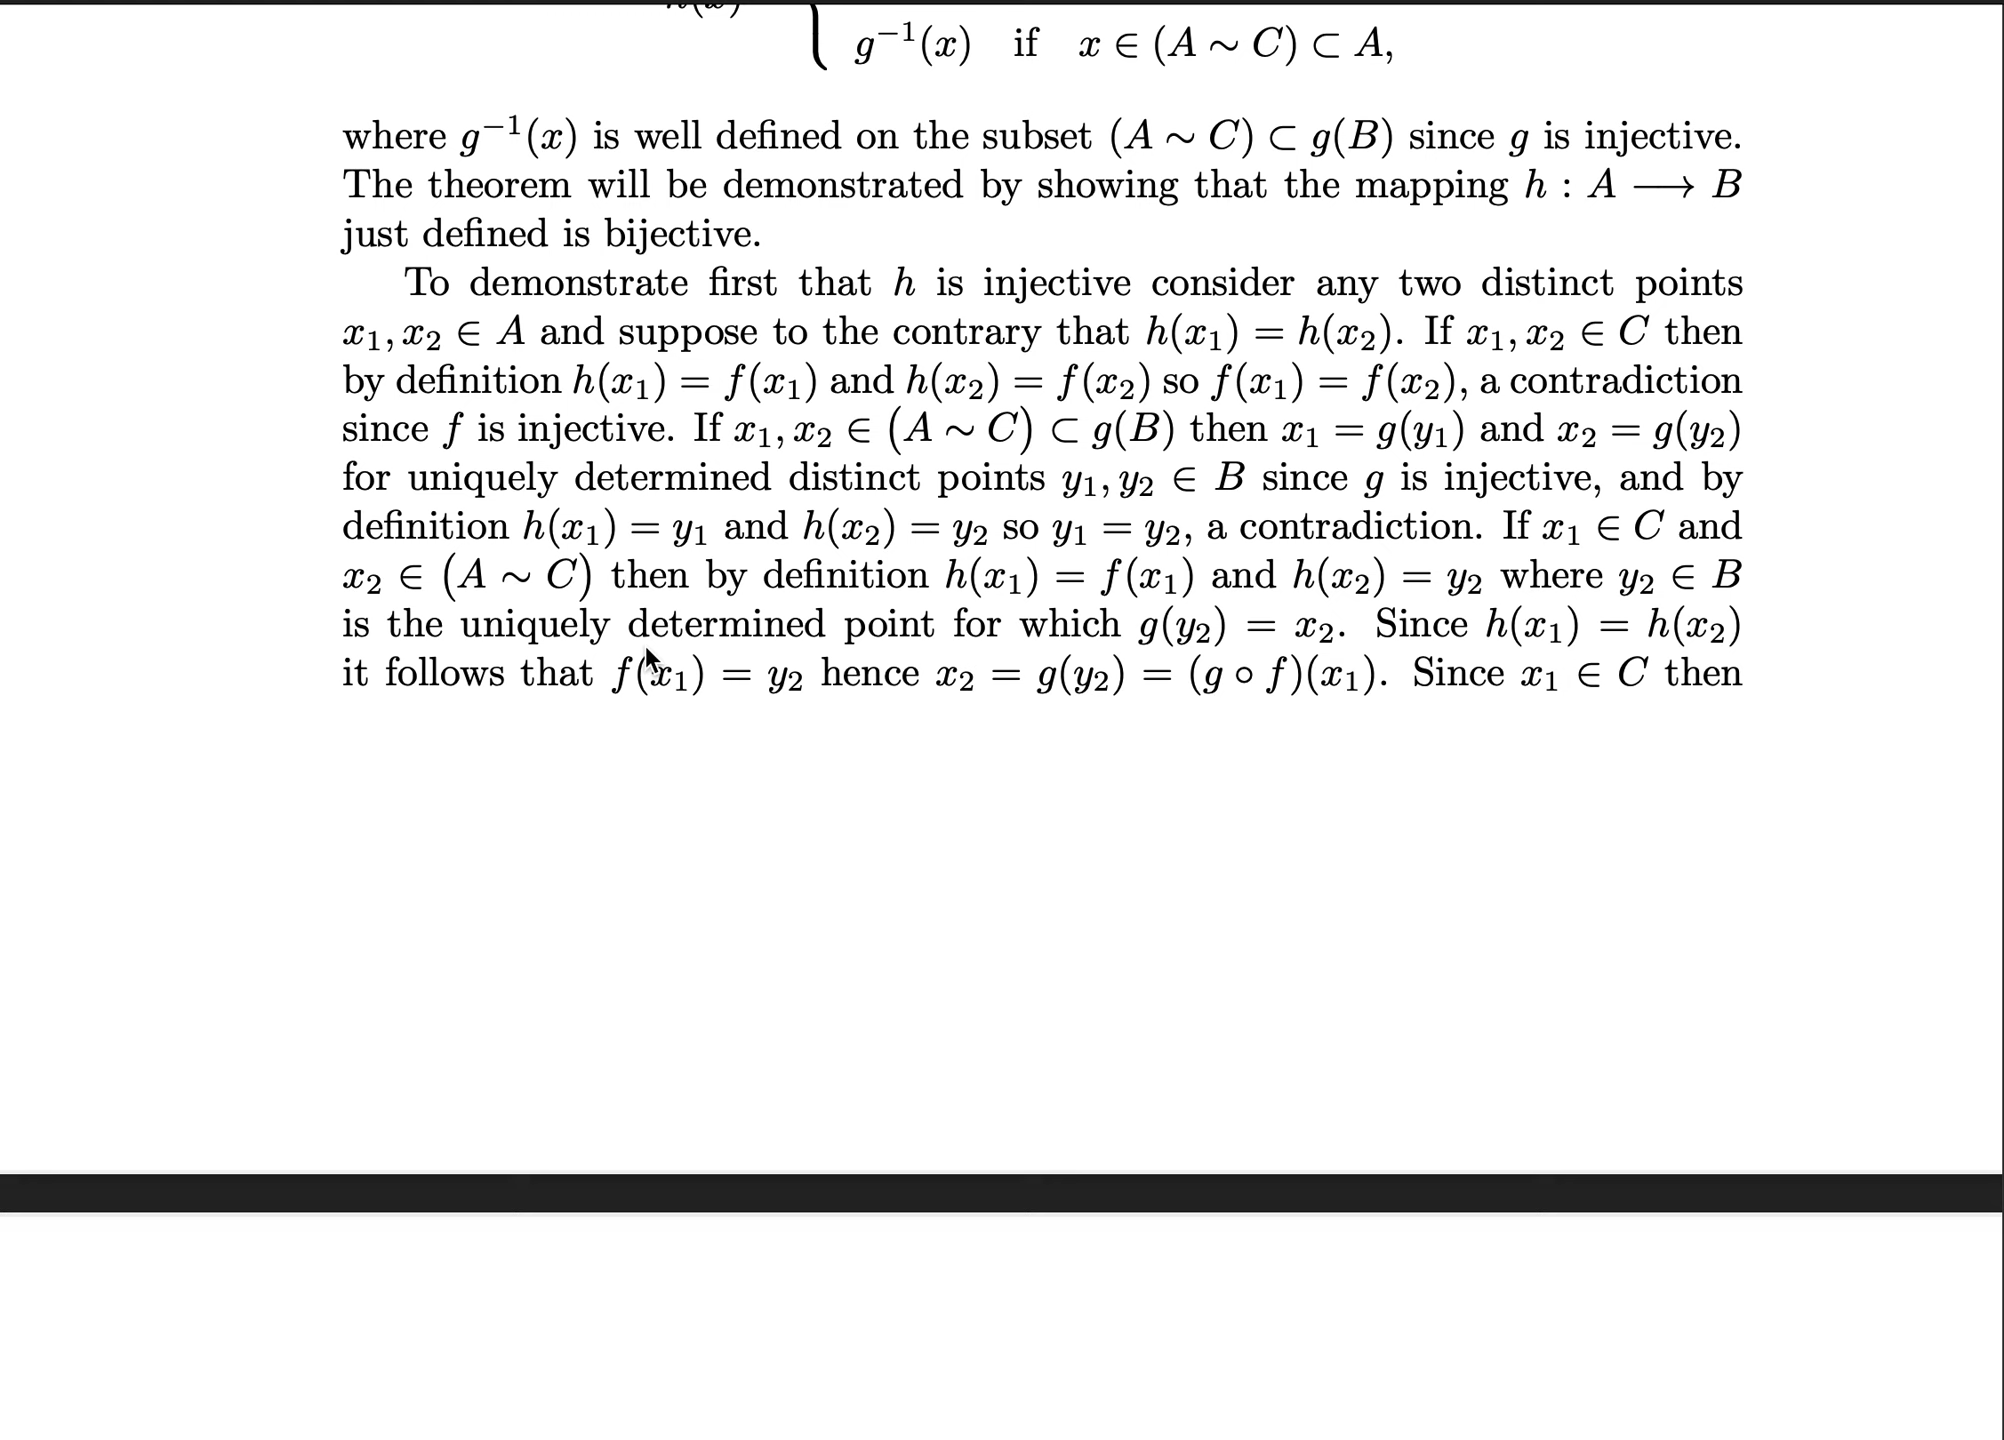 g⁻¹(x) if x ∈ (A ∼ C) ⊂ A,
where g⁻¹(x) is well defined on the subset (A ∼ C) ⊂ g(B) since g is injective.
The theorem will be demonstrated by showing that the mapping h : A ⟶ B
just defined is bijective.
To demonstrate first that h is injective consider any two distinct points
x₁, x₂ ∈ A and suppose to the contrary that h(x₁) = h(x₂). If x₁, x₂ ∈ C then
by definition h(x₁) = f(x₁) and h(x₂) = f(x₂) so f(x₁) = f(x₂), a contradiction
since f is injective. If x₁, x₂ ∈ (A ∼ C) ⊂ g(B) then x₁ = g(y₁) and x₂ = g(y₂)
for uniquely determined distinct points y₁, y₂ ∈ B since g is injective, and by
definition h(x₁) = y₁ and h(x₂) = y₂ so y₁ = y₂, a contradiction. If x₁ ∈ C and
x₂ ∈ (A ∼ C) then by definition h(x₁) = f(x₁) and h(x₂) = y₂ where y₂ ∈ B
is the uniquely determined point for which g(y₂) = x₂. Since h(x₁) = h(x₂)
it follows that f(x₁) = y₂ hence x₂ = g(y₂) = (g ∘ f)(x₁). Since x₁ ∈ C then